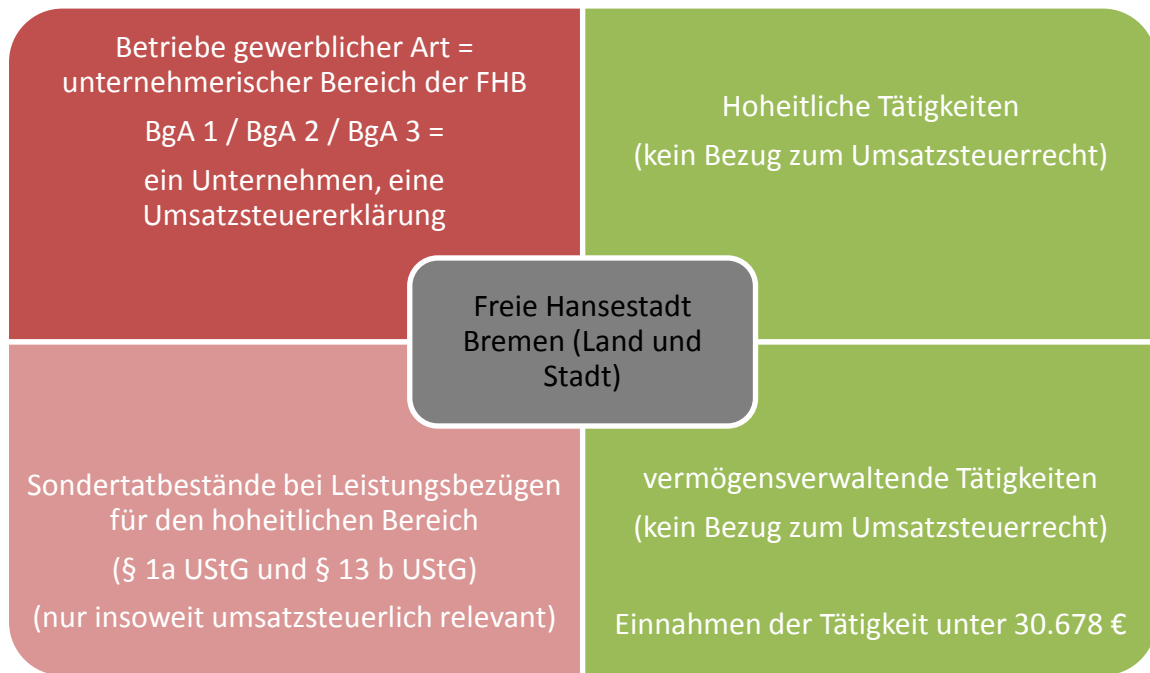 Betriebe gewerblicher Art =
unternehmerischer Bereich der FHB
BgA 1 / BgA 2 / BgA 3 =
ein Unternehmen, eine
Umsatzsteuererklärung
Hoheitliche Tätigkeiten
(kein Bezug zum Umsatzsteuerrecht)
Freie Hansestadt
Bremen (Land und
Stadt)
Sondertatbestände bei Leistungsbezügen
für den hoheitlichen Bereich
(§ 1a UStG und § 13 b UStG)
(nur insoweit umsatzsteuerlich relevant)
vermögensverwaltende Tätigkeiten
(kein Bezug zum Umsatzsteuerrecht)
Einnahmen der Tätigkeit unter 30.678 €